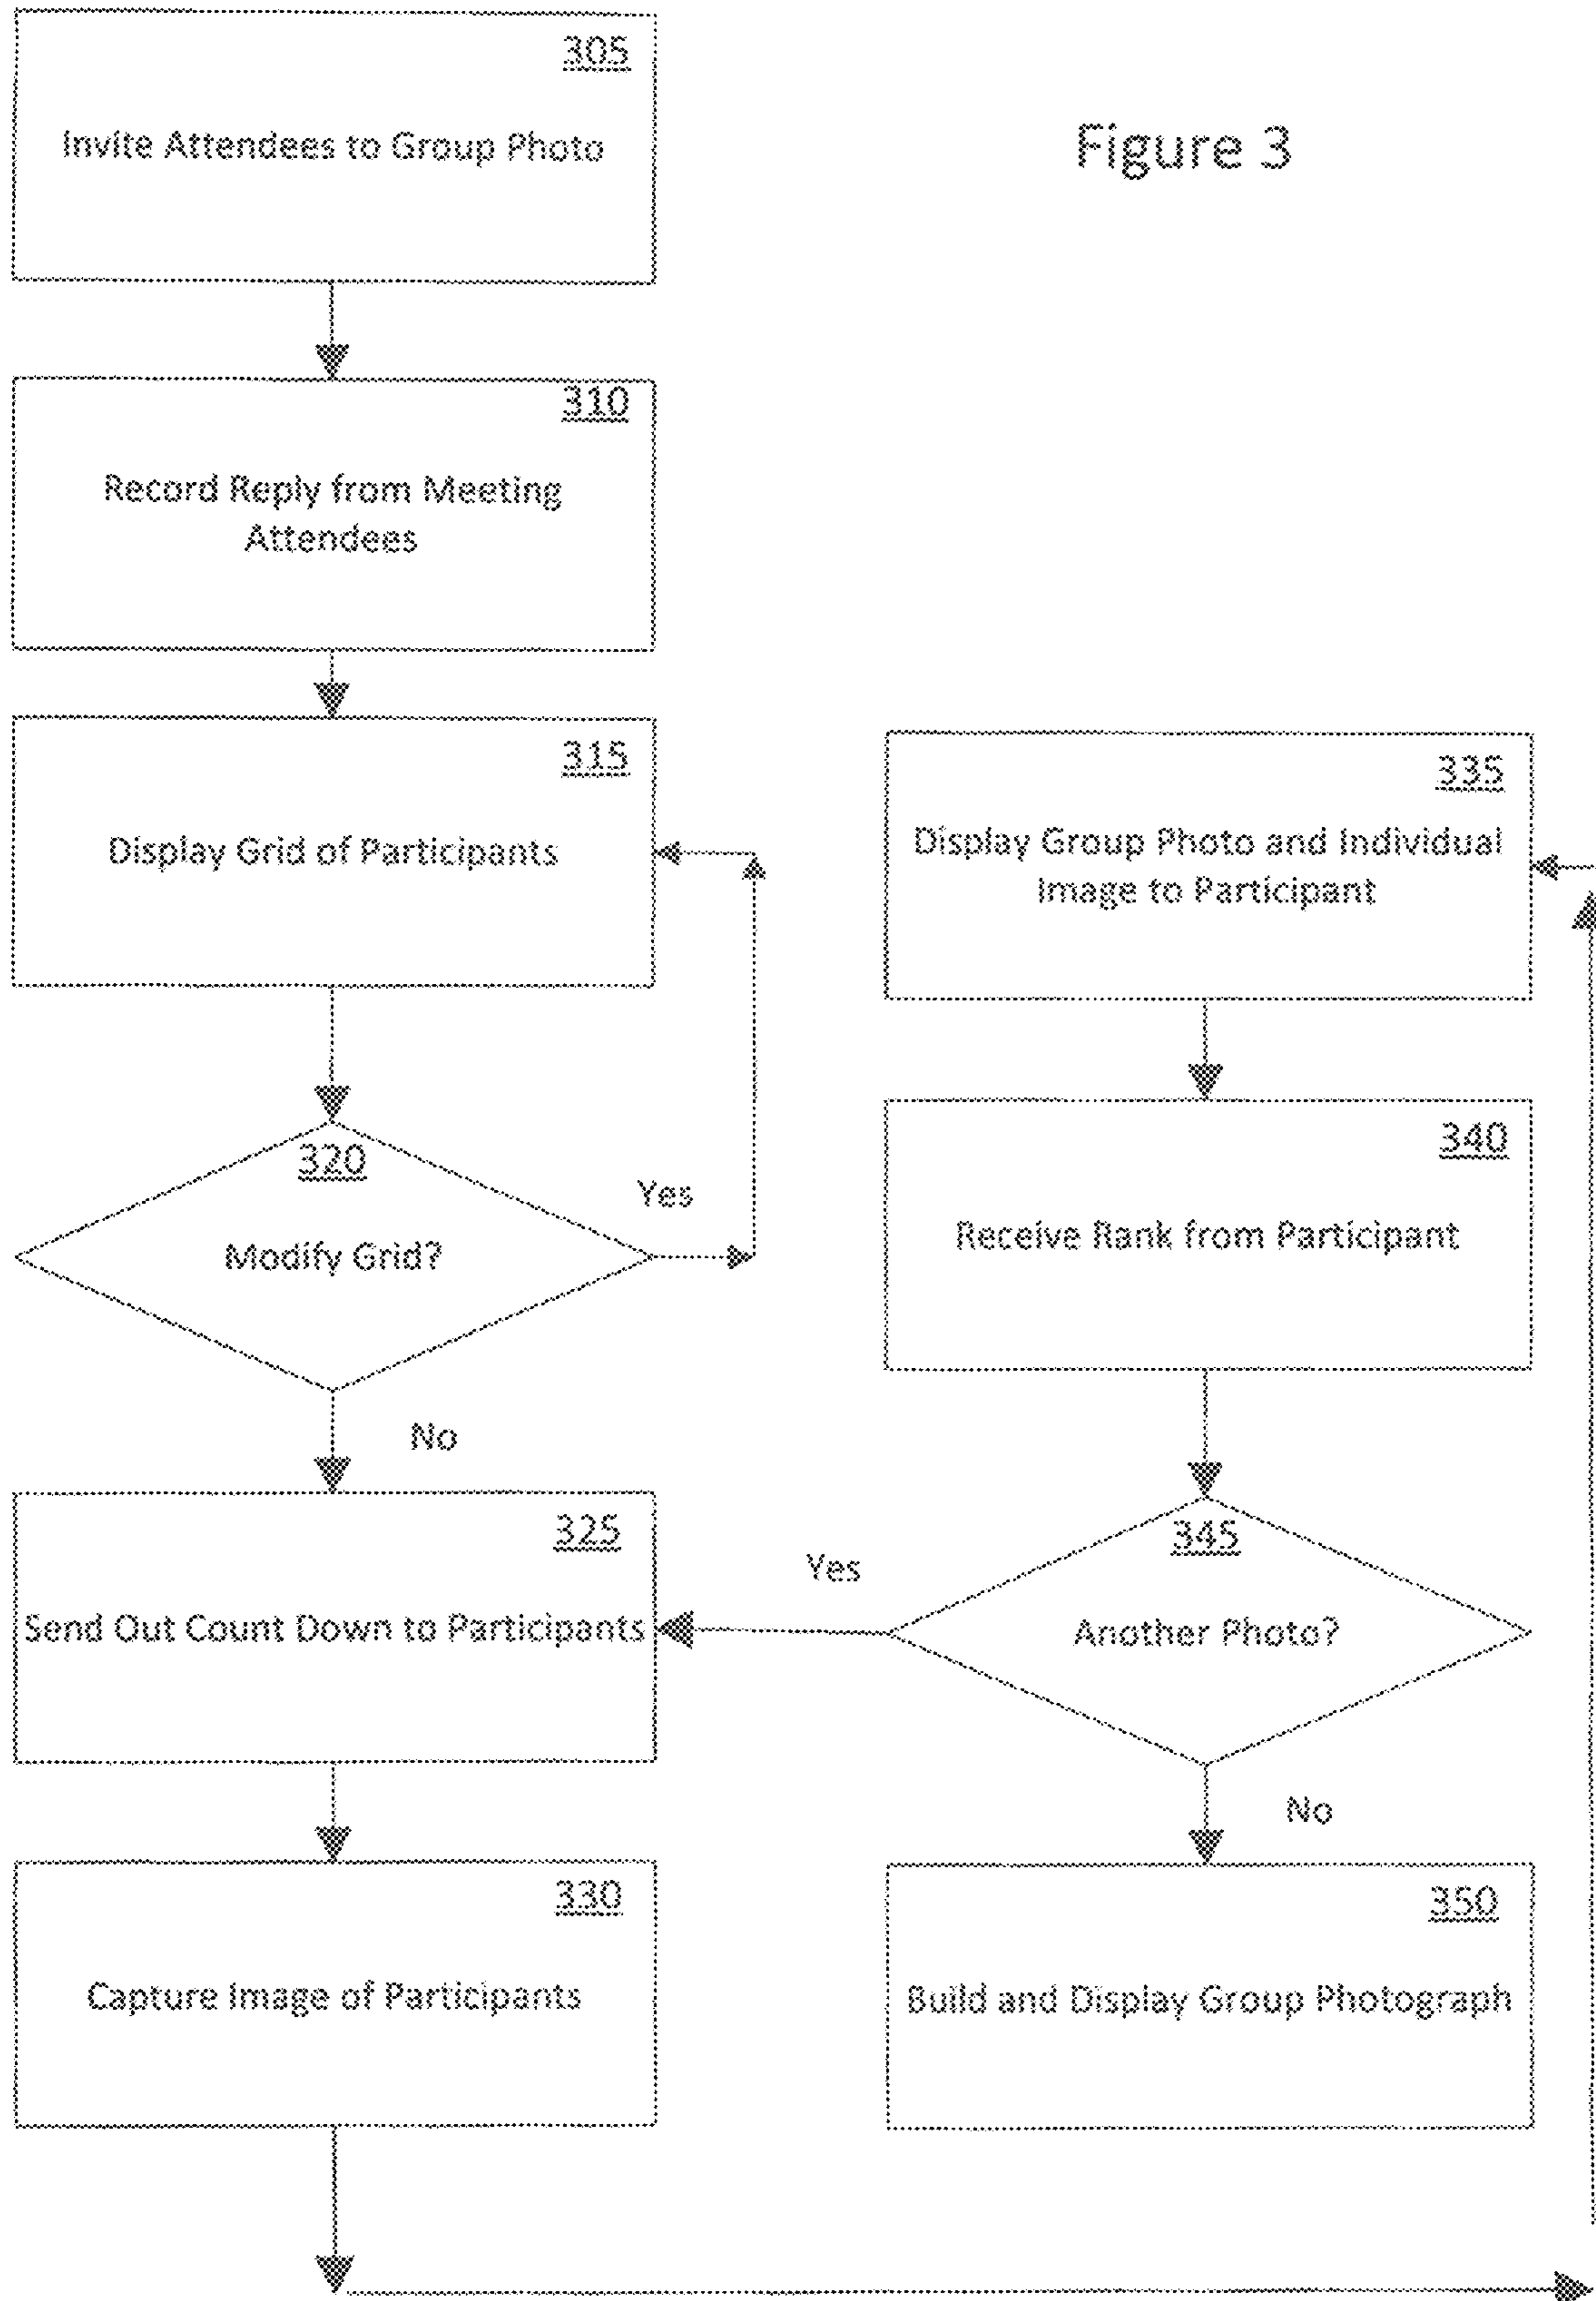 Figure 3
305
Invite Attendees to Group Photo
310
Record Reply from Meeting
Attendees
315
Display Grid of Participants
320
Modify Grid?
Yes
No
325
Send Out Count Down to Participants
330
Capture Image of Participants
335
Display Group Photo and Individual
Image to Participant
340
Receive Rank from Participant
345
Another Photo?
Yes
No
350
Build and Display Group Photograph